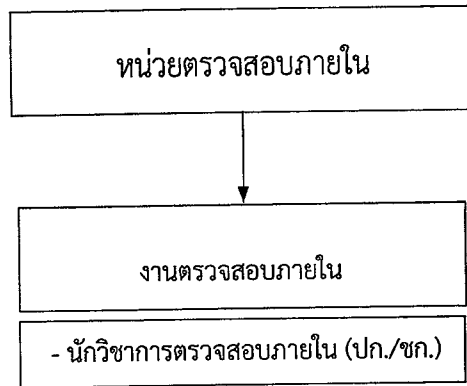 หน่วยตรวจสอบภายใน
งานตรวจสอบภายใน
- นักวิชาการตรวจสอบภายใน (ปก./ชก.)